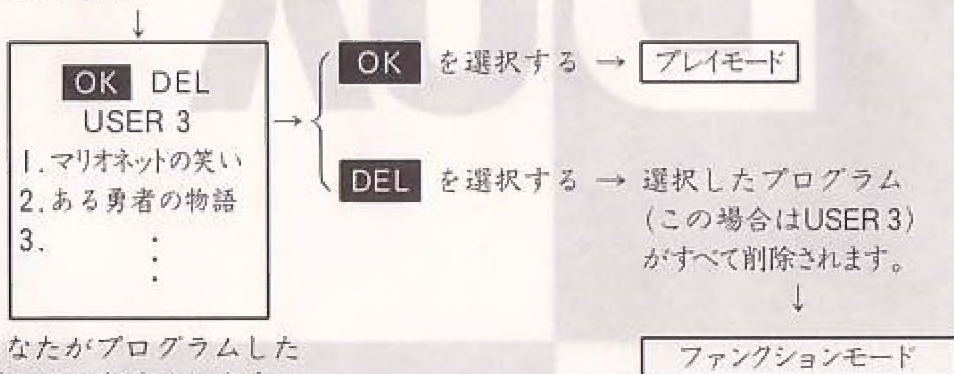 OK DEL
USER 3
1.マリオネットの笑い
2.ある勇者の物語
3.
OK を選択する → プレイモード
DEL を選択する → 選択したプログラム
(この場合はUSER 3)
がすべて削除されます。
ファンクションモード
なたがプログラムした